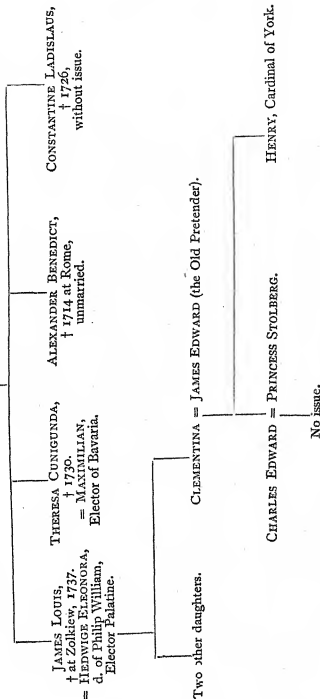 JAMES LOUIS,
† at Zolkiew, 1737.
= HEDWIGE ELEONORA,
d. of Philip William,
Elector Palatine.
THERESA CUNIGUNDA,
† 1730.
= MAXIMILIAN,
Elector of Bavaria.
ALEXANDER BENEDICT,
† 1714 at Rome,
unmarried.
CONSTANTINE LADISLAUS,
† 1726,
without issue.
Two other daughters.
CLEMENTINA = JAMES EDWARD (the Old Pretender).
CHARLES EDWARD = PRINCESS STOLBERG.
HENRY, Cardinal of York.
No issue.